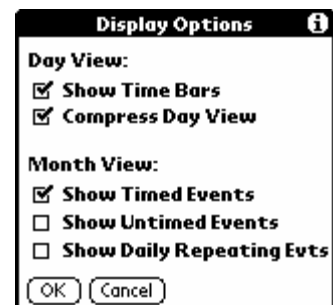 Display Options i
Day View:
Show Time Bars
Compress Day View
Month View:
Show Timed Events
Show Untimed Events
Show Daily Repeating Evts
OK Cancel